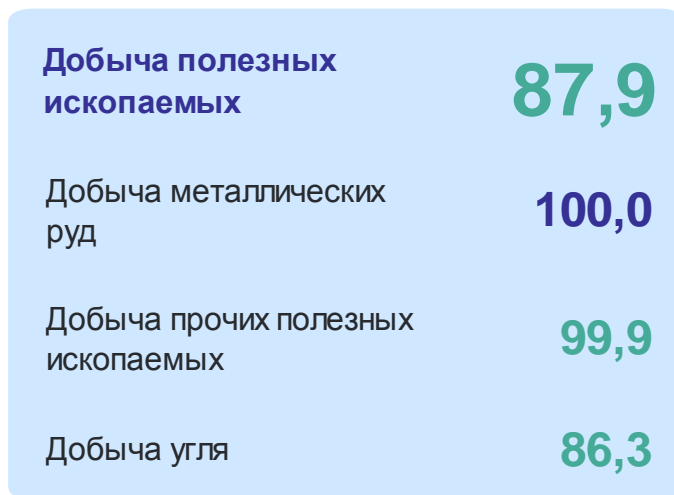 Добыча полезных
ископаемых
87,9
Добыча металлических
руд
100,0
Добыча прочих полезных
ископаемых
99,9
Добыча угля
86,3